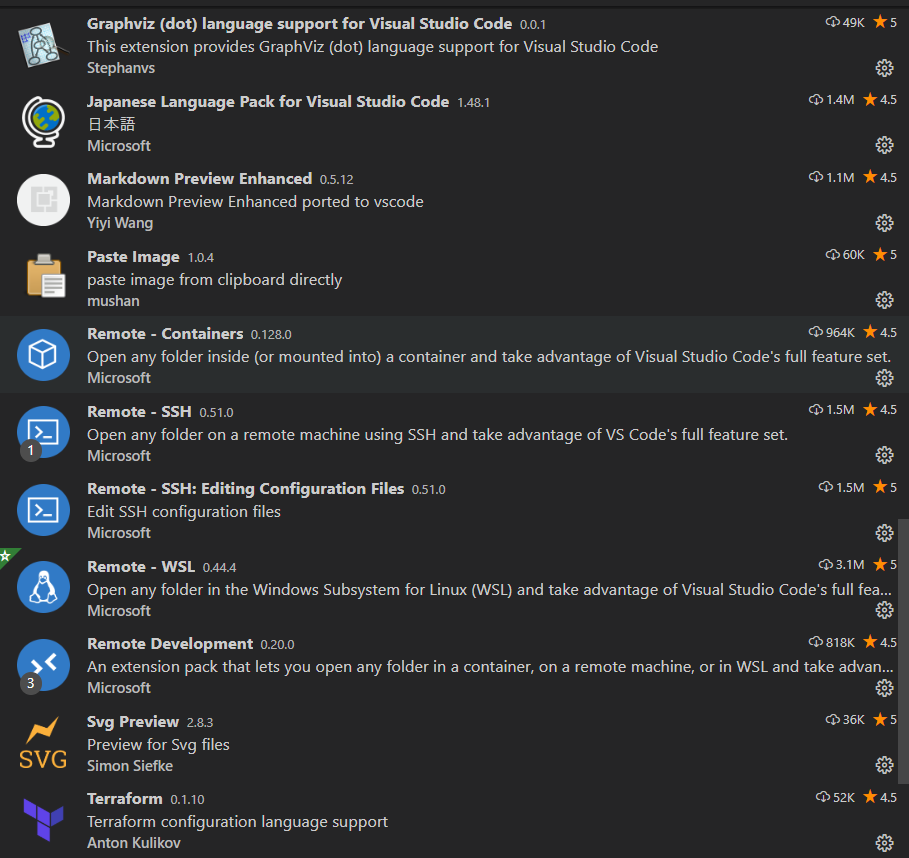 Graphviz (dot) language support for Visual Studio Code 0.0.1 49K 5
This extension provides GraphViz (dot) language support for Visual Studio Code
Stephanvs
Japanese Language Pack for Visual Studio Code 1.48.1 1.4M 4.5
日本語
Microsoft
Markdown Preview Enhanced 0.5.12 1.1M 4.5
Markdown Preview Enhanced ported to vscode
Yiyi Wang
Paste Image 1.0.4 60K 5
paste image from clipboard directly
mushan
Remote - Containers 0.128.0 964K 4.5
Open any folder inside (or mounted into) a container and take advantage of Visual Studio Code's full feature set.
Microsoft
Remote - SSH 0.51.0 1.5M 4.5
Open any folder on a remote machine using SSH and take advantage of VS Code's full feature set.
1
Microsoft
Remote - SSH: Editing Configuration Files 0.51.0 1.5M 5
Edit SSH configuration files
Microsoft
Remote - WSL 0.44.4 3.1M 5
Open any folder in the Windows Subsystem for Linux (WSL) and take advantage of Visual Studio Code's full fea...
Microsoft
Remote Development 0.20.0 818K 4.5
An extension pack that lets you open any folder in a container, on a remote machine, or in WSL and take advan...
3
Microsoft
Svg Preview 2.8.3 36K 5
Preview for Svg files
SVG
Simon Siefke
Terraform 0.1.10 52K 4.5
Terraform configuration language support
Anton Kulikov